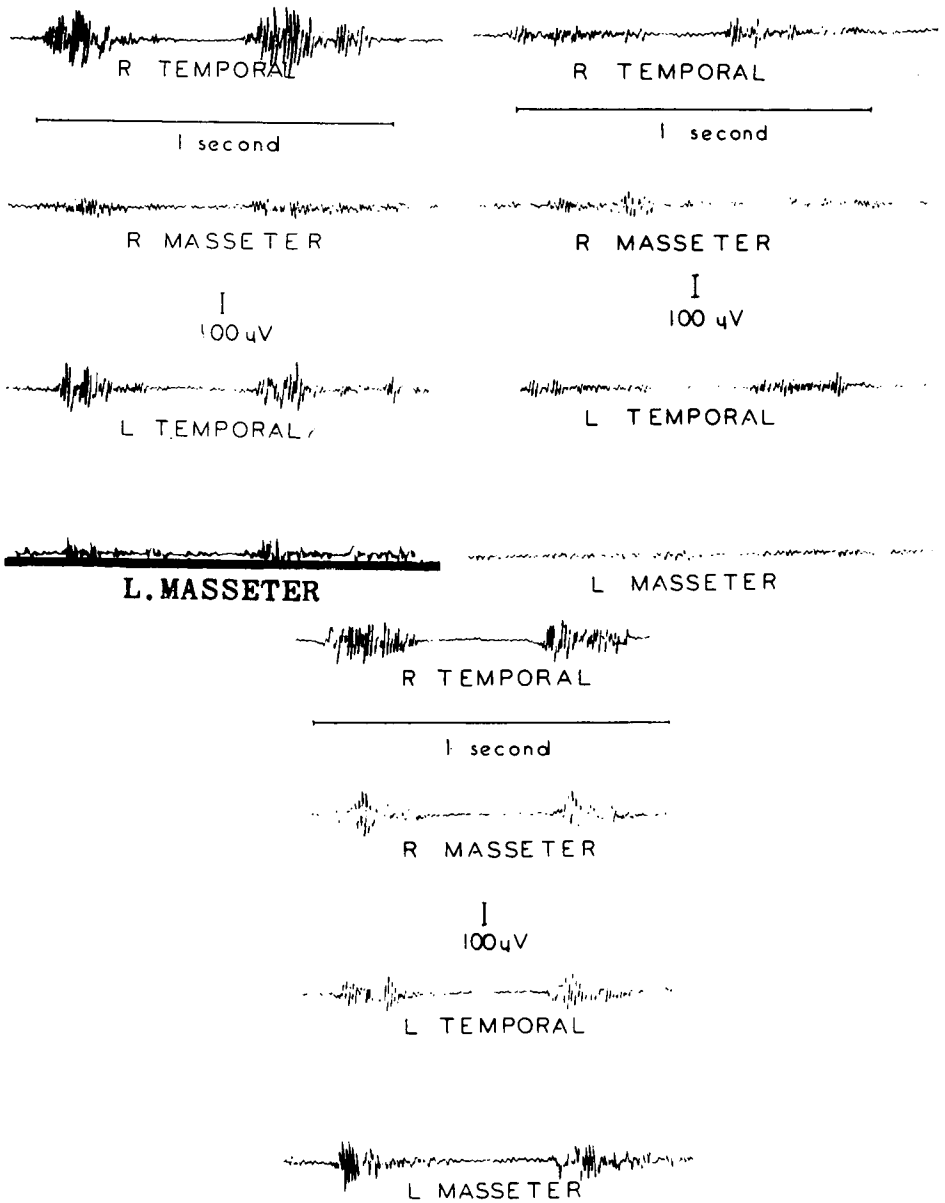 R TEMPORAL
1 second
R MASSETER
100 uV
L TEMPORAL
L. MASSETER
R TEMPORAL
1 second
R MASSETER
100 uV
L TEMPORAL
L MASSETER
R TEMPORAL
1 second
R MASSETER
100uV
L TEMPORAL
L MASSETER